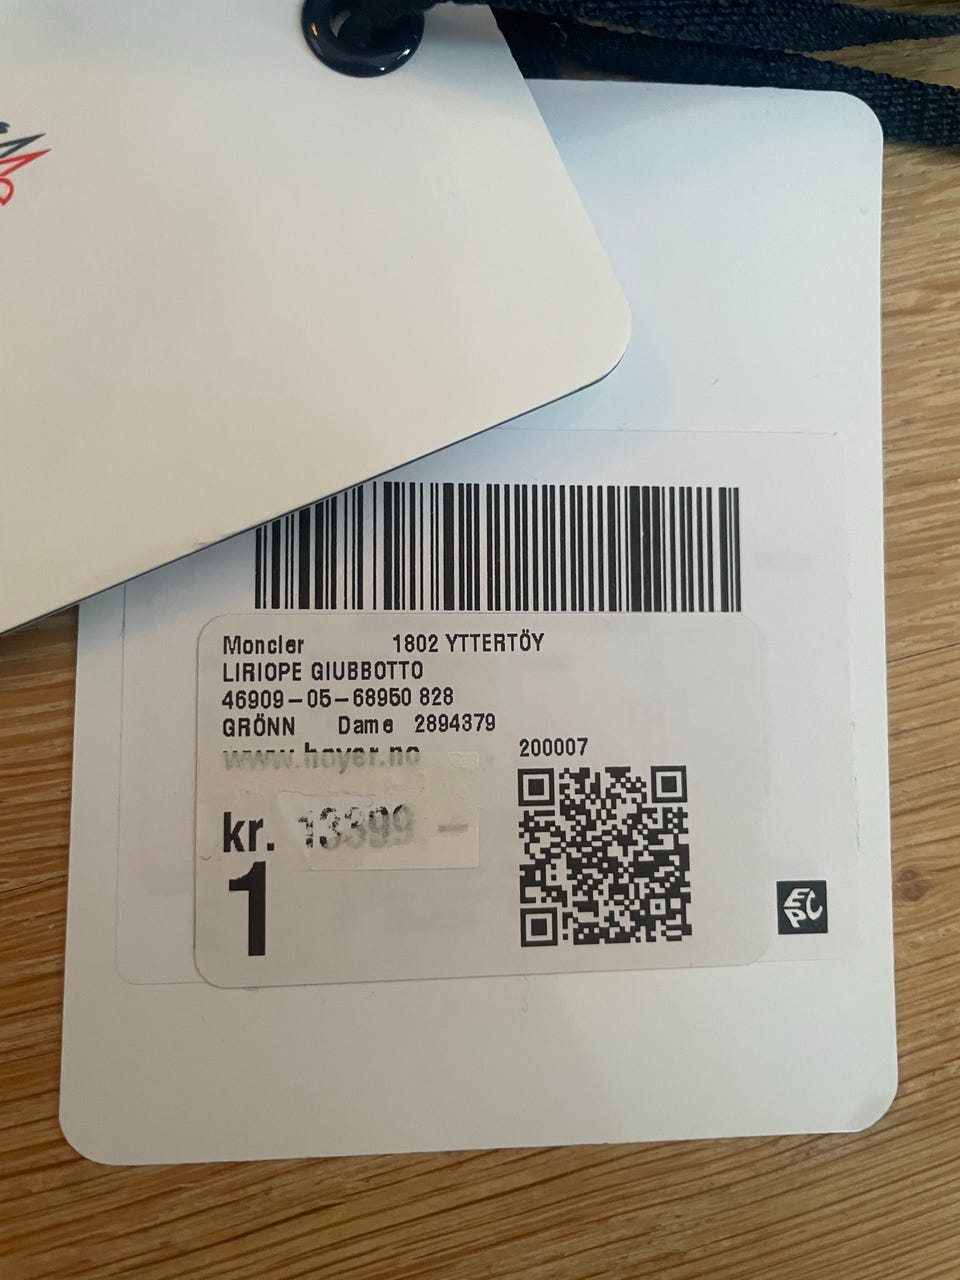 Moncler 1802 YTTERTÖY
LIRIOPE GIUBBOTTO
46909-05-68950 828
GRÖNN Dame 2894379
www.hoyer.no
200007
kr. 13399 –
1
EPC